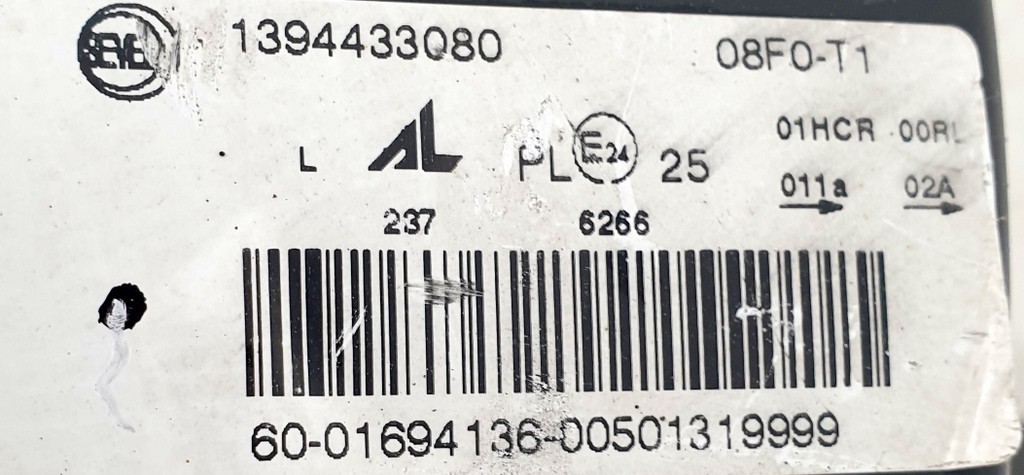 SEVEL 1394433080 08F0-T1
01HCR 00RL
L AL PL E24 25
011a 02A
237 6266
60-01694136-00501319999